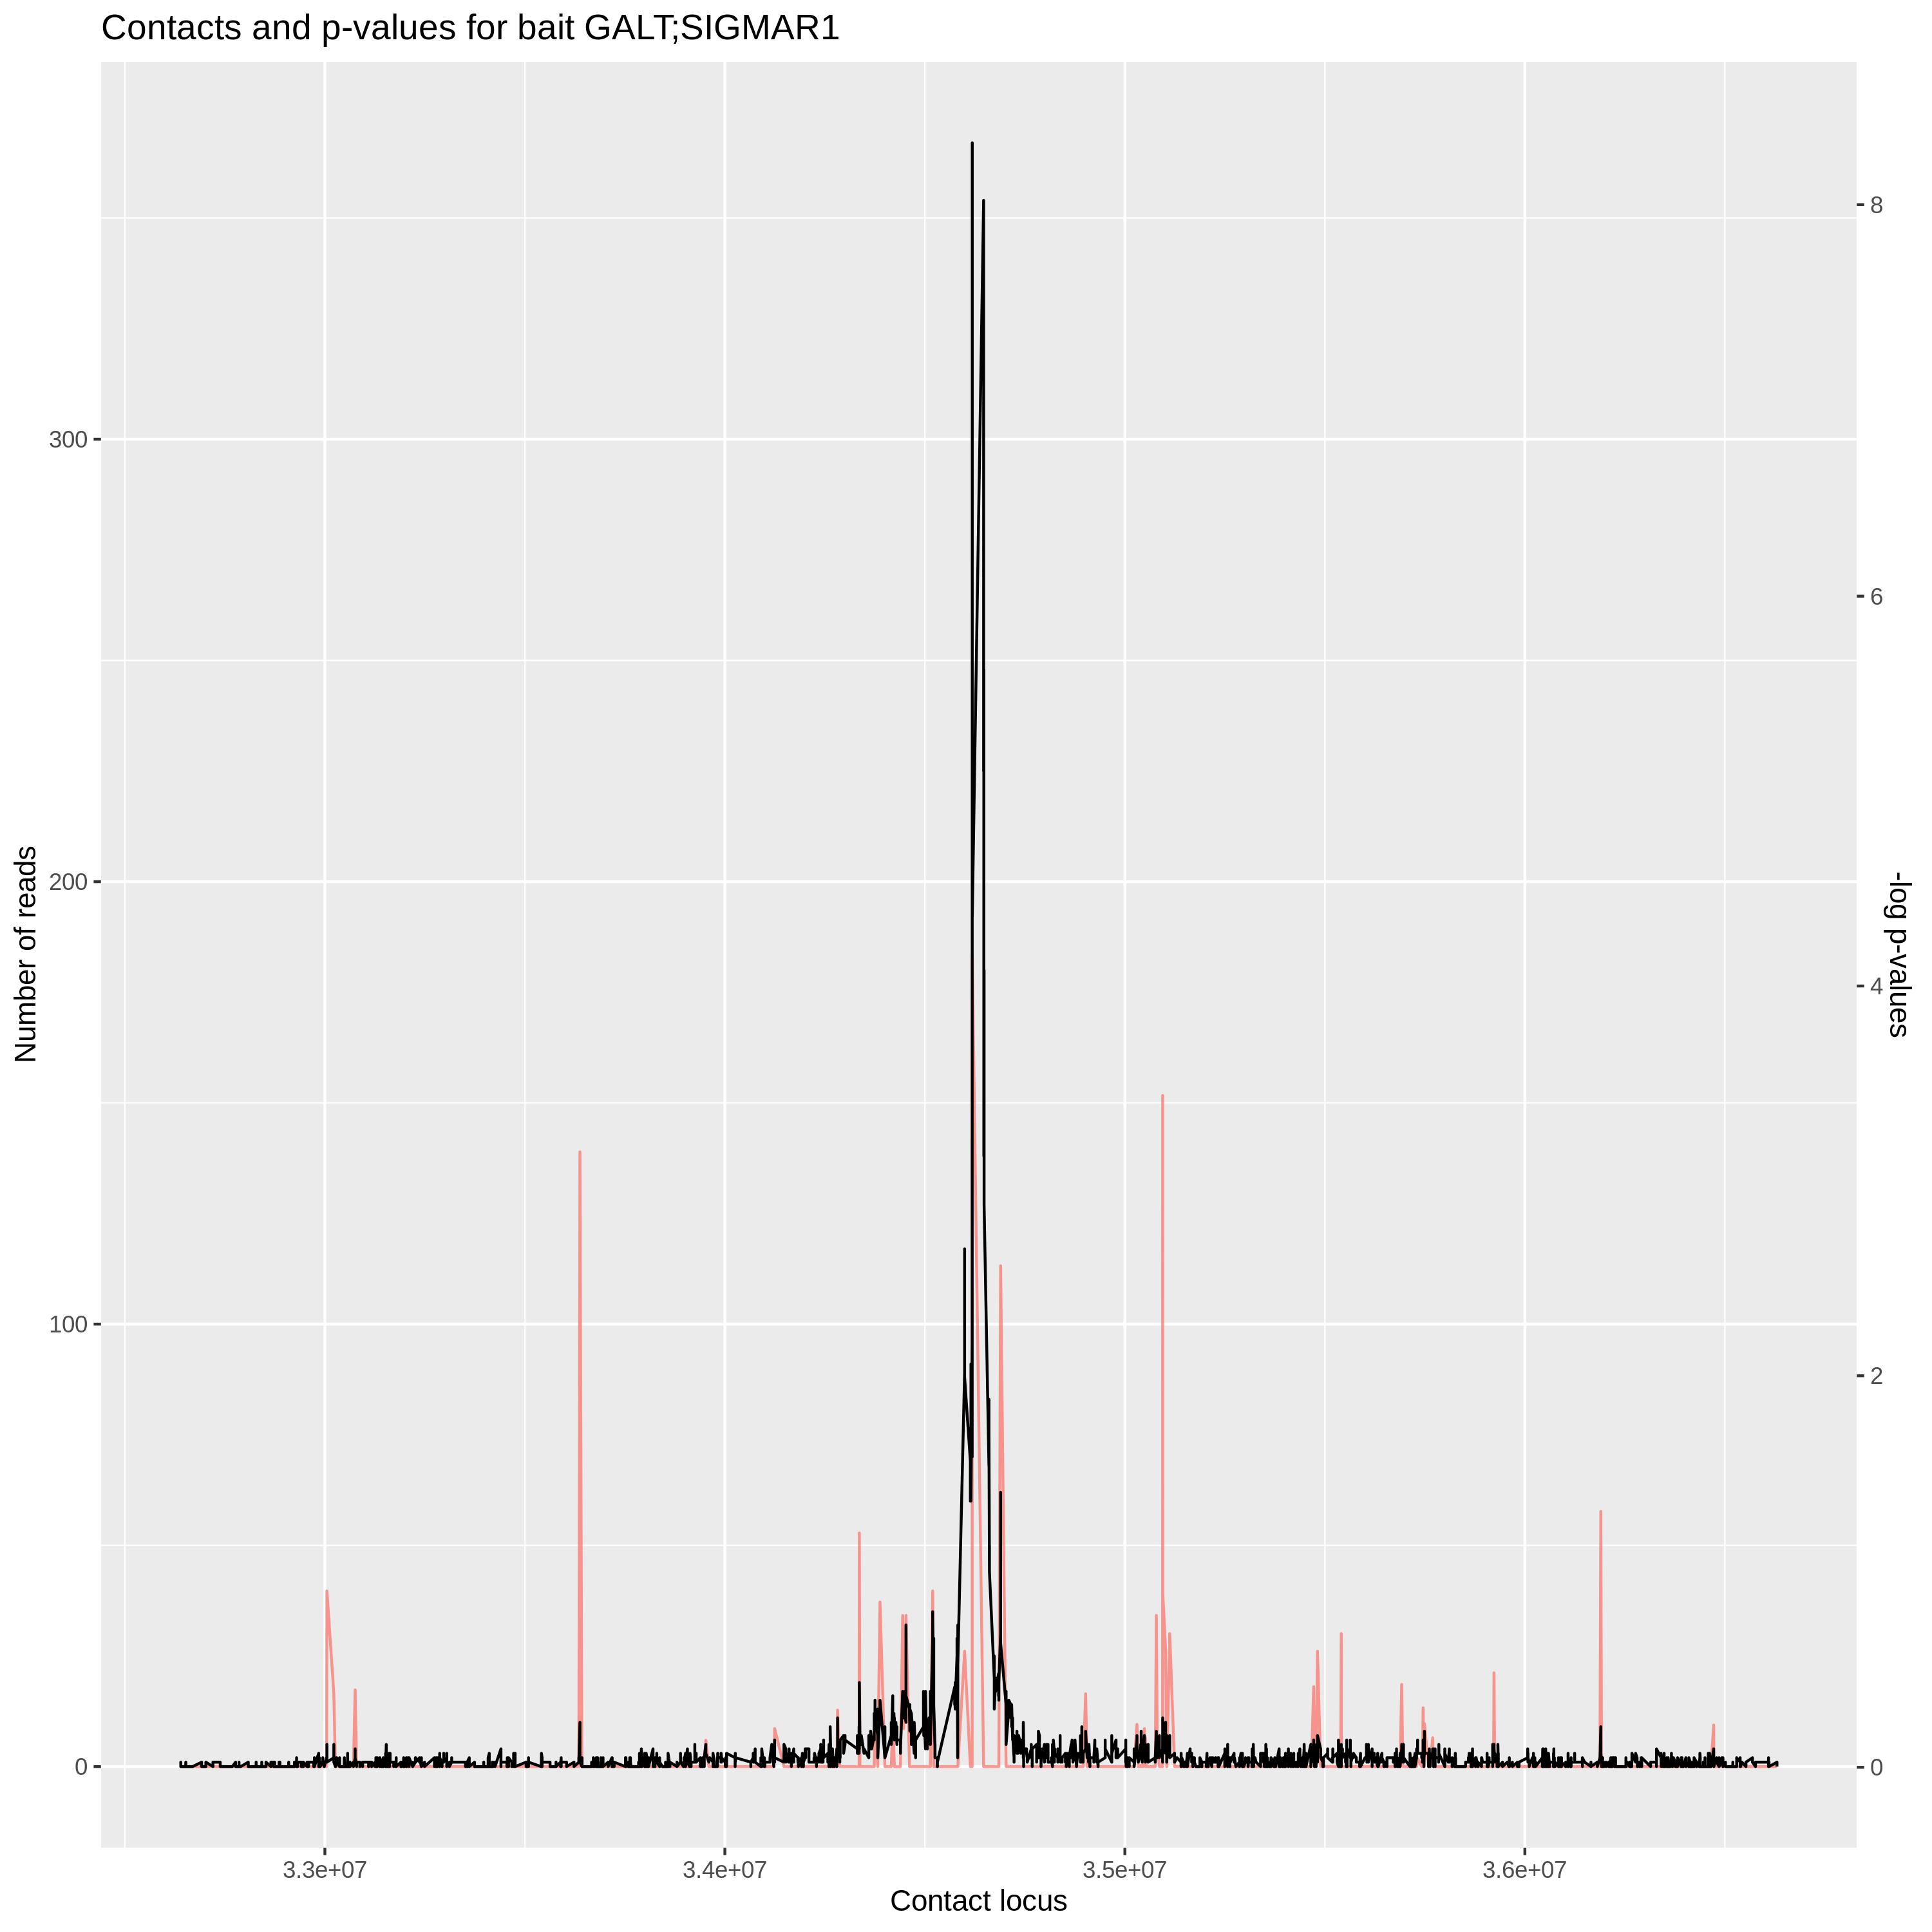 Contacts and p-values for bait GALT;SIGMAR1
Number of reads
300
200
100
0
8
6
4
2
0
-log p-values
3.3e+07
3.4e+07
3.5e+07
3.6e+07
Contact locus